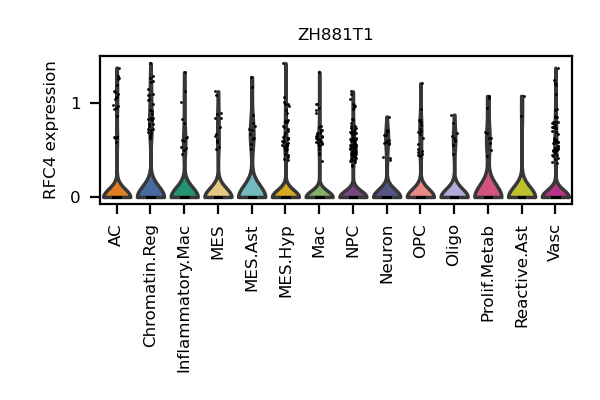 ZH881T1
RFC4 expression
1
0
AC
Chromatin.Reg
Inflammatory.Mac
MES
MES.Ast
MES.Hyp
Mac
NPC
Neuron
OPC
Oligo
Prolif.Metab
Reactive.Ast
Vasc